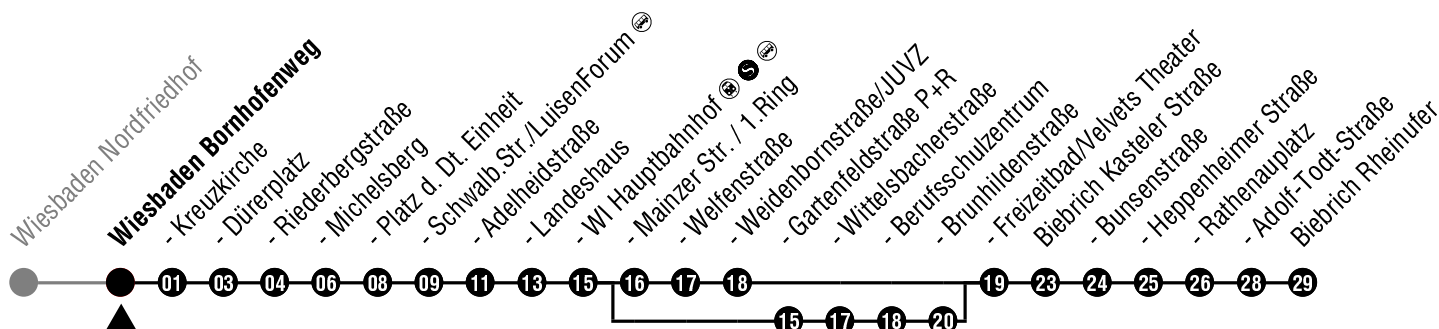 Wiesbaden Nordfriedhof
Wiesbaden Bornhofenweg
- Kreuzkirche
- Dürerplatz
- Riederbergstraße
- Michelsberg
- Platz d. Dt. Einheit
- Schwalb.Str./LuisenForum
- Adelheidstraße
- Landeshaus
- WI Hauptbahnhof S
- Mainzer Str. / 1.Ring
- Welfenstraße
- Weidenbornstraße/JUVZ
- Gartenfeldstraße P+R
- Wittelsbacherstraße
- Berufsschulzentrum
- Brunhildenstraße
- Freizeitbad/Velvets Theater
Biebrich Kasteler Straße
- Bunsenstraße
- Heppenheimer Straße
- Rathenauplatz
- Adolf-Todt-Straße
Biebrich Rheinufer
01 03 04 06 08 09 11 13 15 16 17 18 19 23 24 25 26 28 29
15 17 18 20